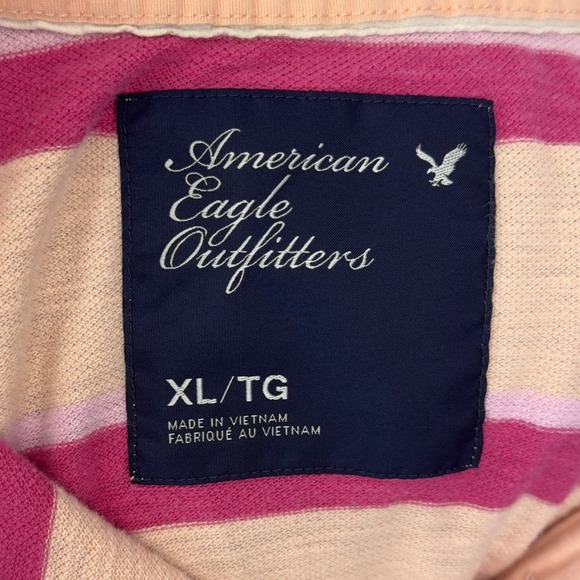 American
Eagle
Outfitters
XL/TG
MADE IN VIETNAM
FABRIQUÉ AU VIETNAM